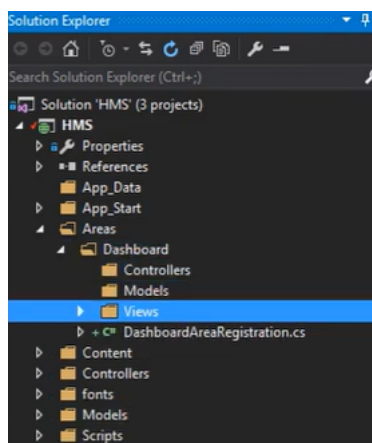 Solution Explorer
Search Solution Explorer (Ctrl+;)
Solution 'HMS' (3 projects)
HMS
Properties
References
App_Data
App_Start
Areas
Dashboard
Controllers
Models
Views
+ C# DashboardAreaRegistration.cs
Content
Controllers
fonts
Models
Scripts